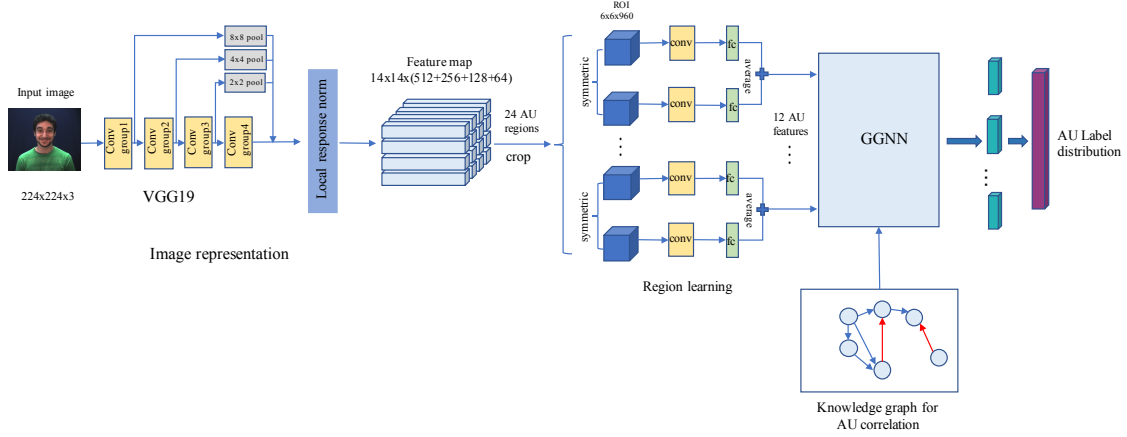 Input image
224x224x3
Conv group1
Conv group2
Conv group3
Conv group4
8x8 pool
4x4 pool
2x2 pool
VGG19
Image representation
Local response norm
Feature map
14x14x(512+256+128+64)
24 AU
regions
crop
ROI
6x6x960
symmetric
conv
fc
conv
fc
average
symmetric
conv
fc
conv
fc
average
Region learning
12 AU
features
GGNN
AU Label
distribution
Knowledge graph for
AU correlation